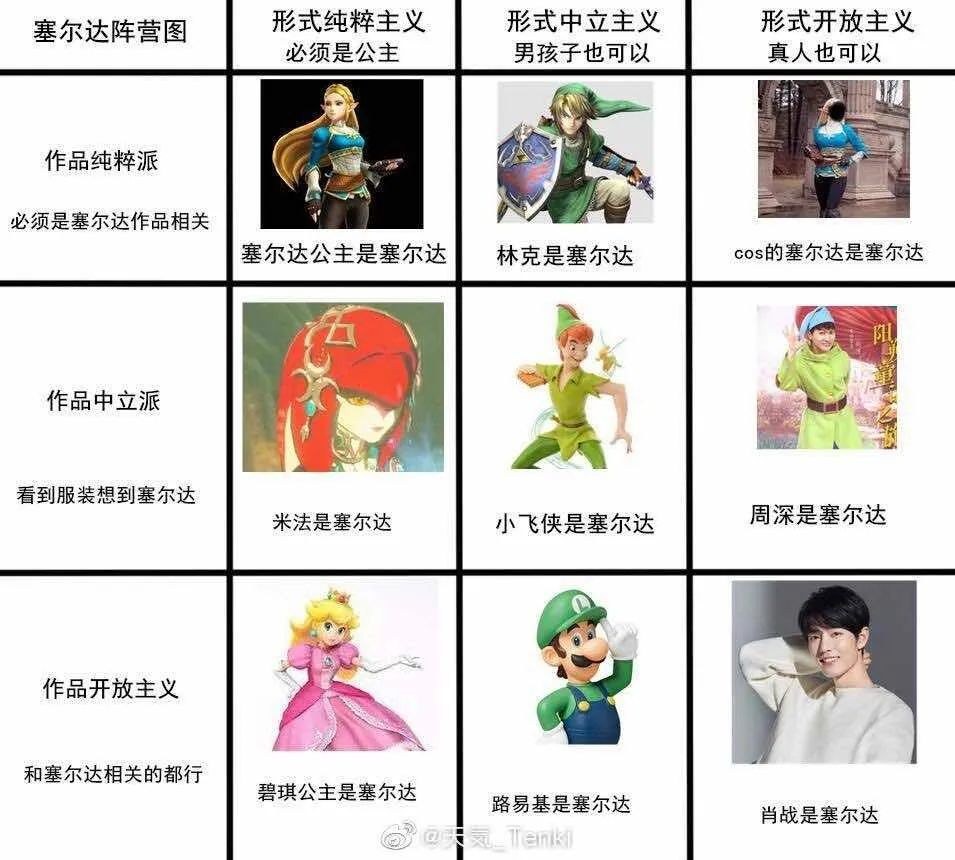 塞尔达阵营图
形式纯粹主义
必须是公主
形式中立主义
男孩子也可以
形式开放主义
真人也可以
作品纯粹派
必须是塞尔达作品相关
塞尔达公主是塞尔达
林克是塞尔达
cos的塞尔达是塞尔达
作品中立派
看到服装想到塞尔达
米法是塞尔达
小飞侠是塞尔达
周深是塞尔达
作品开放主义
和塞尔达相关的都行
碧琪公主是塞尔达
路易基是塞尔达
肖战是塞尔达
@天気_Tenki